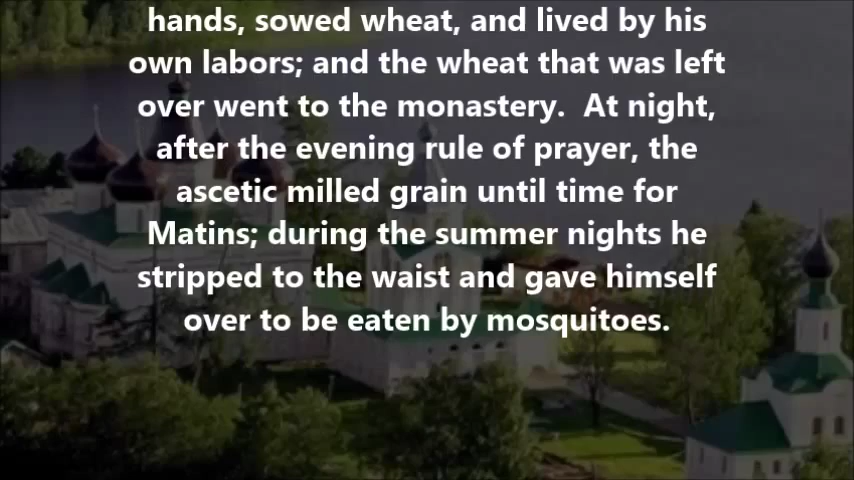 hands, sowed wheat, and lived by his
own labors; and the wheat that was left
over went to the monastery.  At night,
after the evening rule of prayer, the
ascetic milled grain until time for
Matins; during the summer nights he
stripped to the waist and gave himself
over to be eaten by mosquitoes.